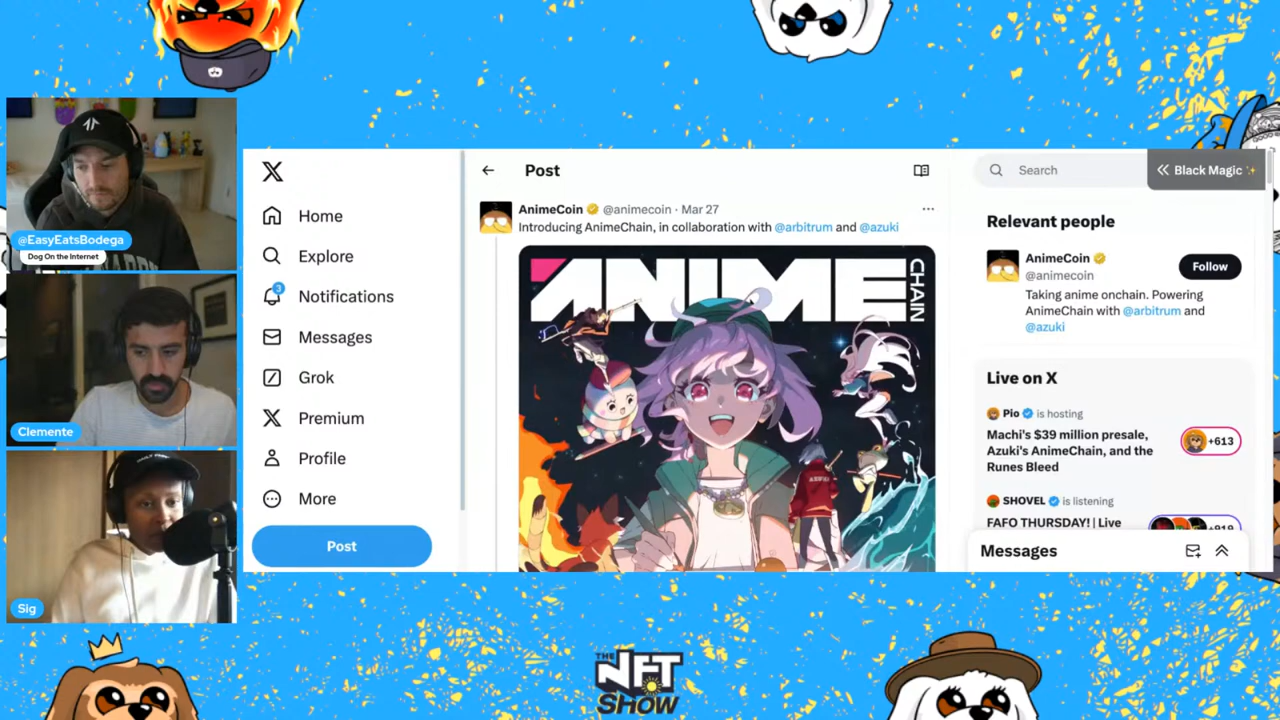 @EasyEatsBodega
Dog On the Internet
Clemente
Sig
Home
Explore
3
Notifications
Messages
Grok
Premium
Profile
More
Post
Post
AnimeCoin @animecoin · Mar 27
Introducing AnimeChain, in collaboration with @arbitrum and @azuki
ANIME
CHAIN
Search
Black Magic
Relevant people
AnimeCoin
@animecoin
Follow
Taking anime onchain. Powering
AnimeChain with @arbitrum and
@azuki
Live on X
Pio is hosting
Machi's $39 million presale,
Azuki's AnimeChain, and the
Runes Bleed
+613
SHOVEL is listening
FAFO THURSDAY! | Live
+919
Messages
THE
NFT
SHOW